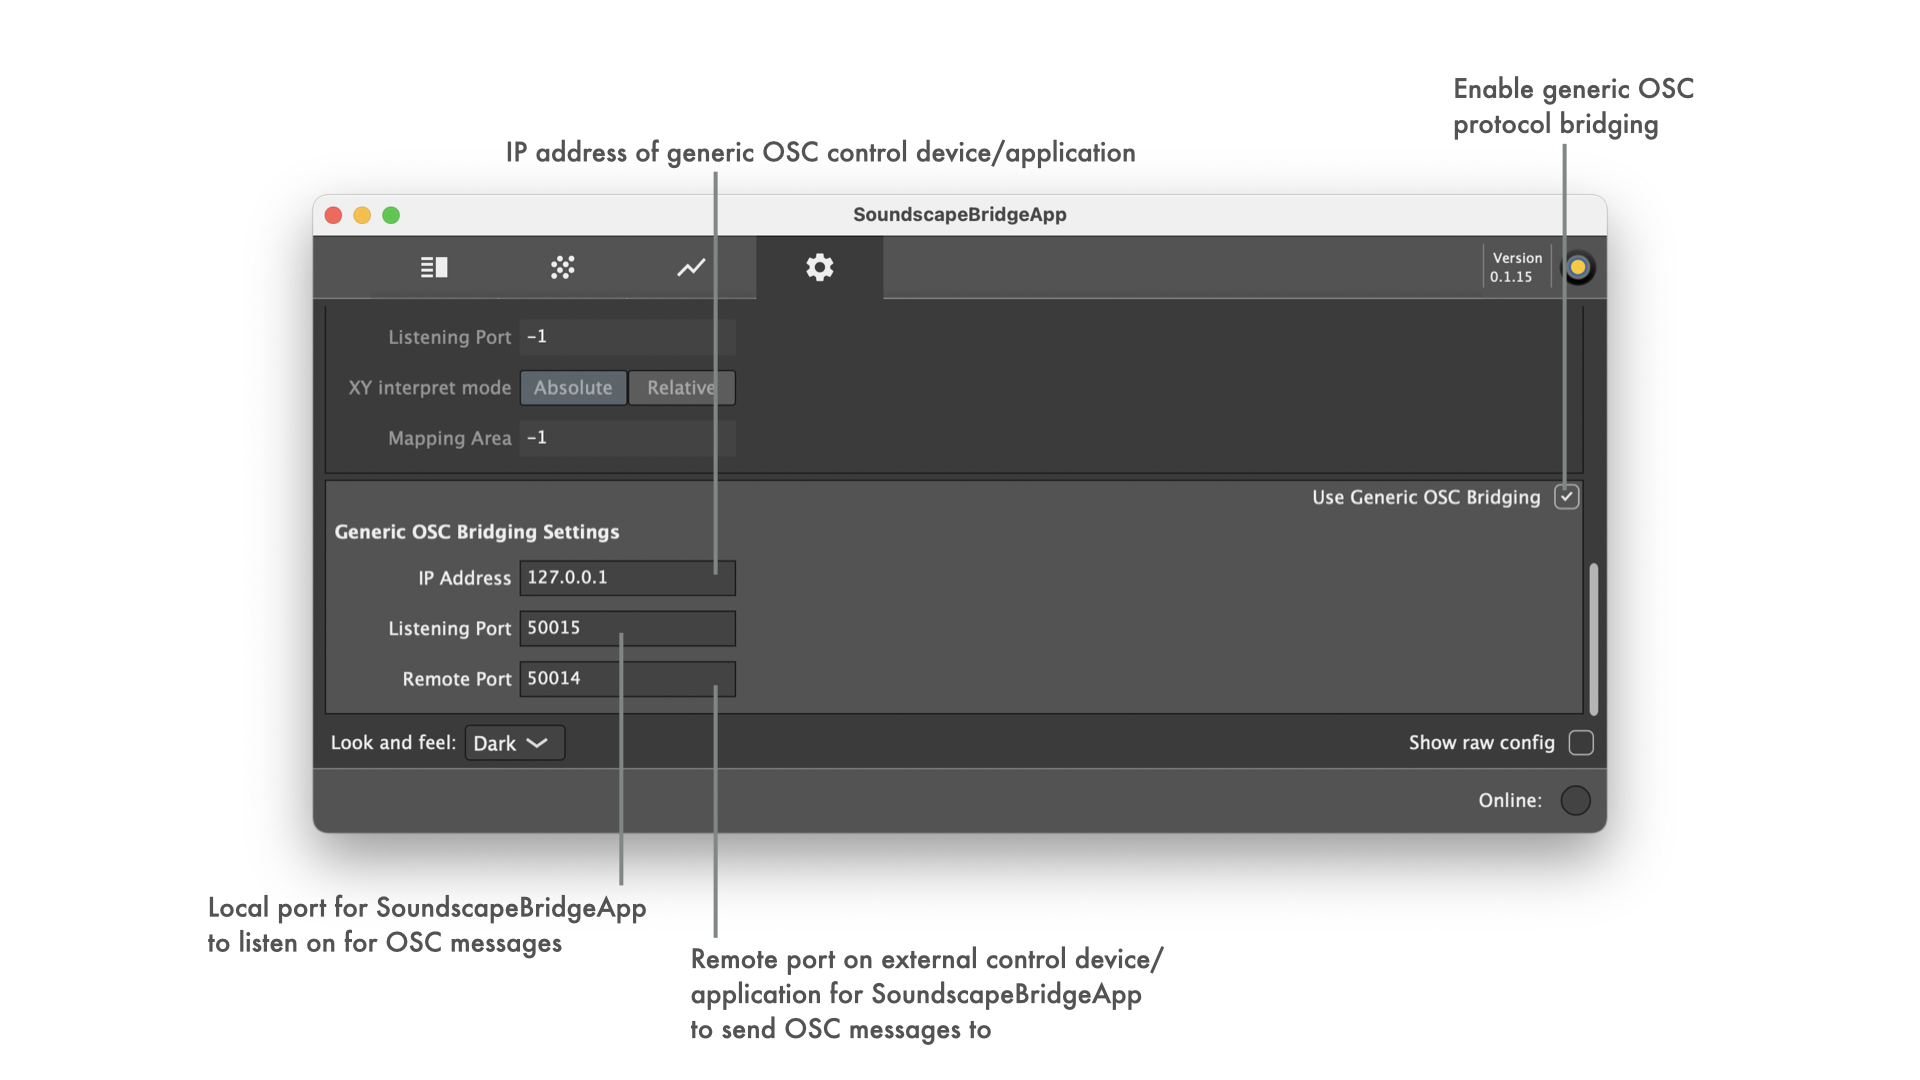 Enable generic OSC
protocol bridging
IP address of generic OSC control device/application
SoundscapeBridgeApp
Version
0.1.15
Listening Port -1
XY interpret mode Absolute Relative
Mapping Area -1
Use Generic OSC Bridging
Generic OSC Bridging Settings
IP Address 127.0.0.1
Listening Port 50015
Remote Port 50014
Look and feel: Dark
Show raw config
Online:
Local port for SoundscapeBridgeApp
to listen on for OSC messages
Remote port on external control device/
application for SoundscapeBridgeApp
to send OSC messages to